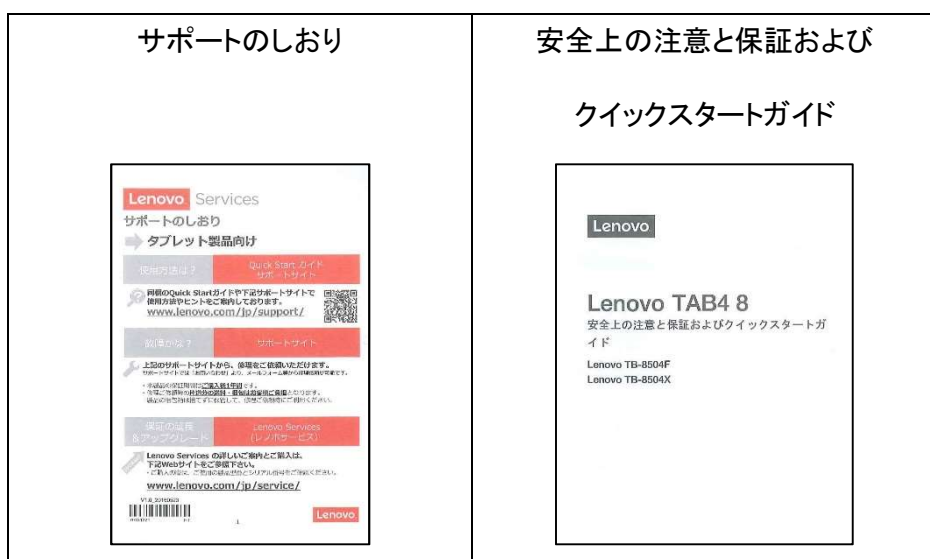 サポートのしおり
安全上の注意と保証および
クイックスタートガイド
Lenovo Services
サポートのしおり
タブレット製品向け
使用方法は?
Quick Start ガイド
サポートサイト
同梱のQuick Startガイドや下記サポートサイトで
使用方法やヒントをご案内しております。
www.lenovo.com/jp/support/
故障かな?
サポートサイト
上記のサポートサイトから、修理をご依頼いただけます。
保証の延長
&アップグレード
Lenovo Services
(レノボサービス)
Lenovo Services の詳しいご案内とご購入は、
下記Webサイトをご参照下さい。
www.lenovo.com/jp/service/
1
Lenovo
Lenovo
Lenovo TAB4 8
安全上の注意と保証およびクイックスタートガ
イド
Lenovo TB-8504F
Lenovo TB-8504X